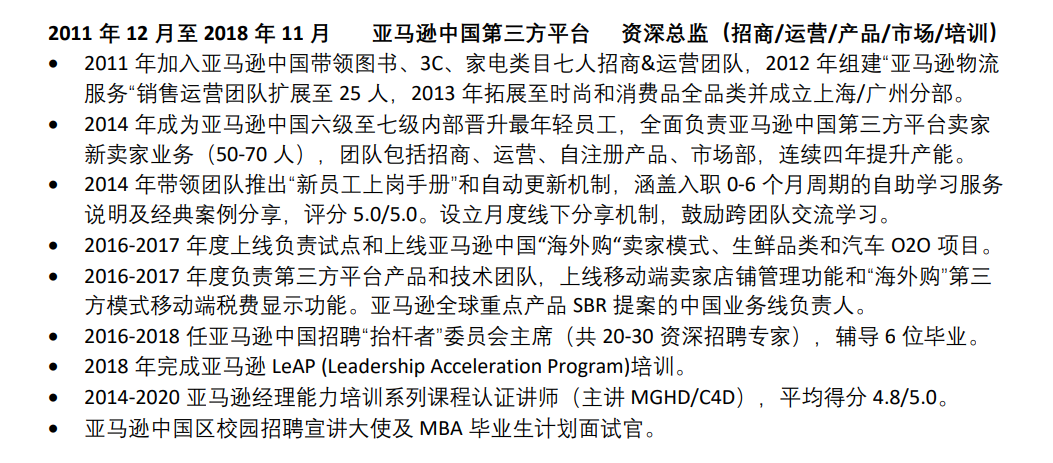 2011 年 12 月至 2018 年 11 月 亚马逊中国第三方平台 资深总监（招商/运营/产品/市场/培训）
• 2011 年加入亚马逊中国带领图书、3C、家电类目七人招商&运营团队，2012 年组建“亚马逊物流
服务“销售运营团队扩展至 25 人，2013 年拓展至时尚和消费品全品类并成立上海/广州分部。
• 2014 年成为亚马逊中国六级至七级内部晋升最年轻员工，全面负责亚马逊中国第三方平台卖家
新卖家业务（50-70 人），团队包括招商、运营、自注册产品、市场部，连续四年提升产能。
• 2014 年带领团队推出“新员工上岗手册”和自动更新机制，涵盖入职 0-6 个月周期的自助学习服务
说明及经典案例分享，评分 5.0/5.0。设立月度线下分享机制，鼓励跨团队交流学习。
• 2016-2017 年度上线负责试点和上线亚马逊中国“海外购“卖家模式、生鲜品类和汽车 O2O 项目。
• 2016-2017 年度负责第三方平台产品和技术团队，上线移动端卖家店铺管理功能和“海外购”第三
方模式移动端税费显示功能。亚马逊全球重点产品 SBR 提案的中国业务线负责人。
• 2016-2018 任亚马逊中国招聘“抬杆者”委员会主席（共 20-30 资深招聘专家），辅导 6 位毕业。
• 2018 年完成亚马逊 LeAP (Leadership Acceleration Program)培训。
• 2014-2020 亚马逊经理能力培训系列课程认证讲师（主讲 MGHD/C4D），平均得分 4.8/5.0。
• 亚马逊中国区校园招聘宣讲大使及 MBA 毕业生计划面试官。